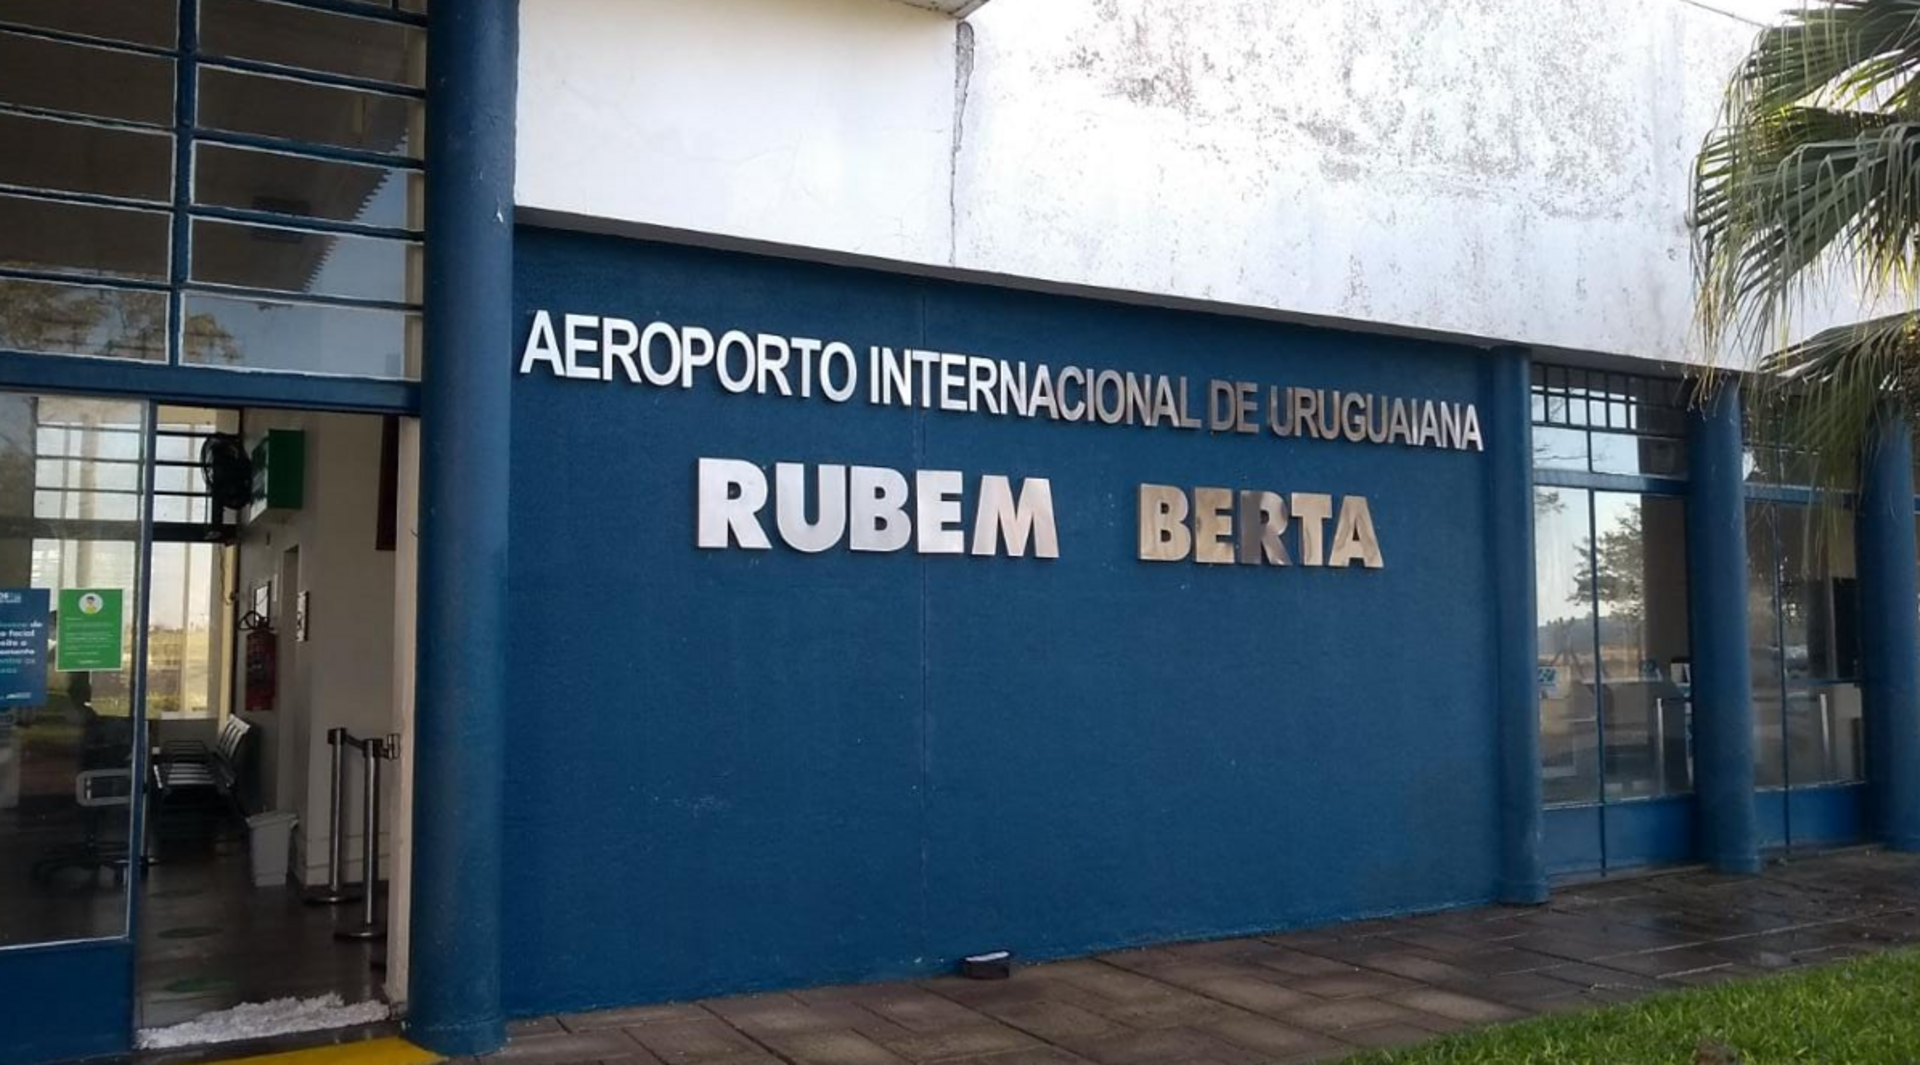 AEROPORTO INTERNACIONAL DE URUGUAIANA
RUBEM BERTA